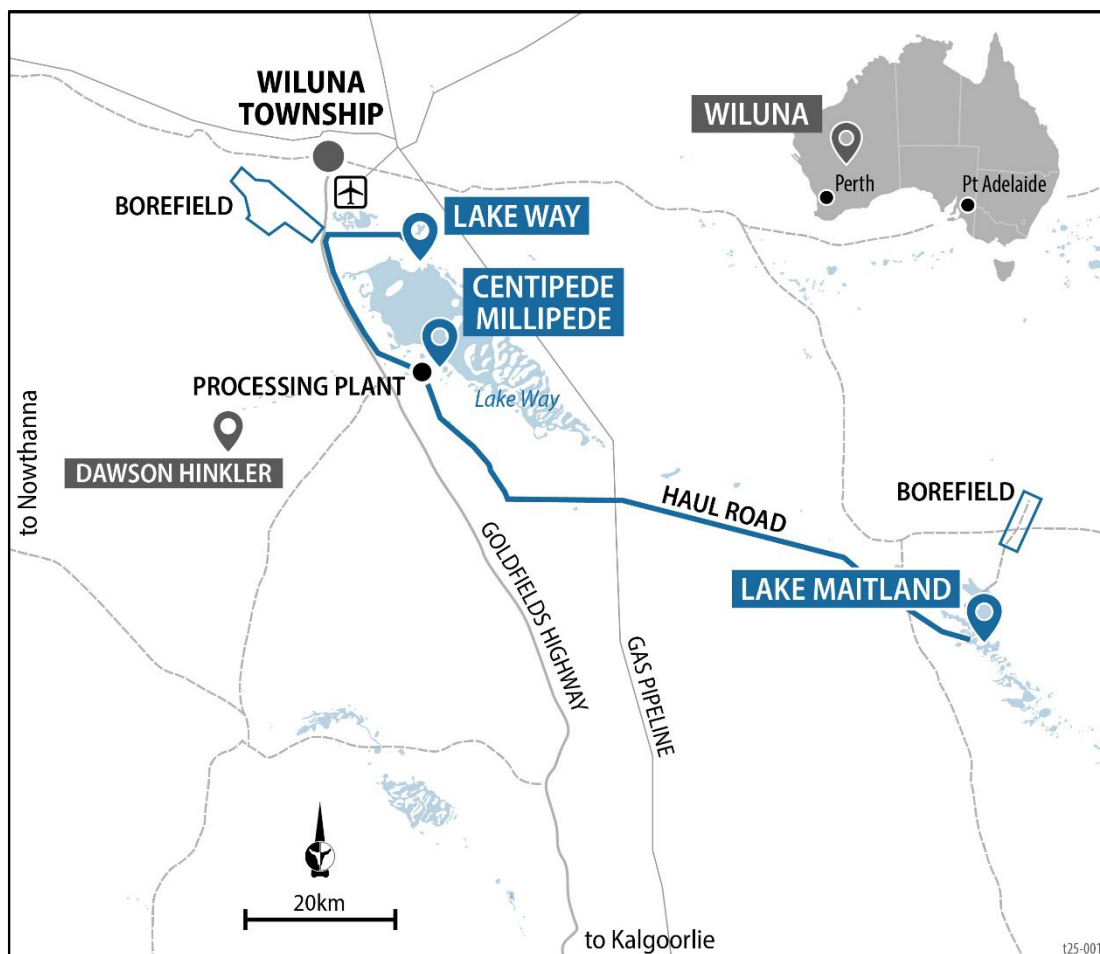 WILUNA
TOWNSHIP
WILUNA
Perth
Pt Adelaide
BOREFIELD
LAKE WAY
CENTIPEDE
MILLIPEDE
PROCESSING PLANT
Lake Way
to Nowthanna
DAWSON HINKLER
HAUL ROAD
BOREFIELD
GOLDFIELDS HIGHWAY
LAKE MAITLAND
GAS PIPELINE
20km
to Kalgoorlie
t25-001